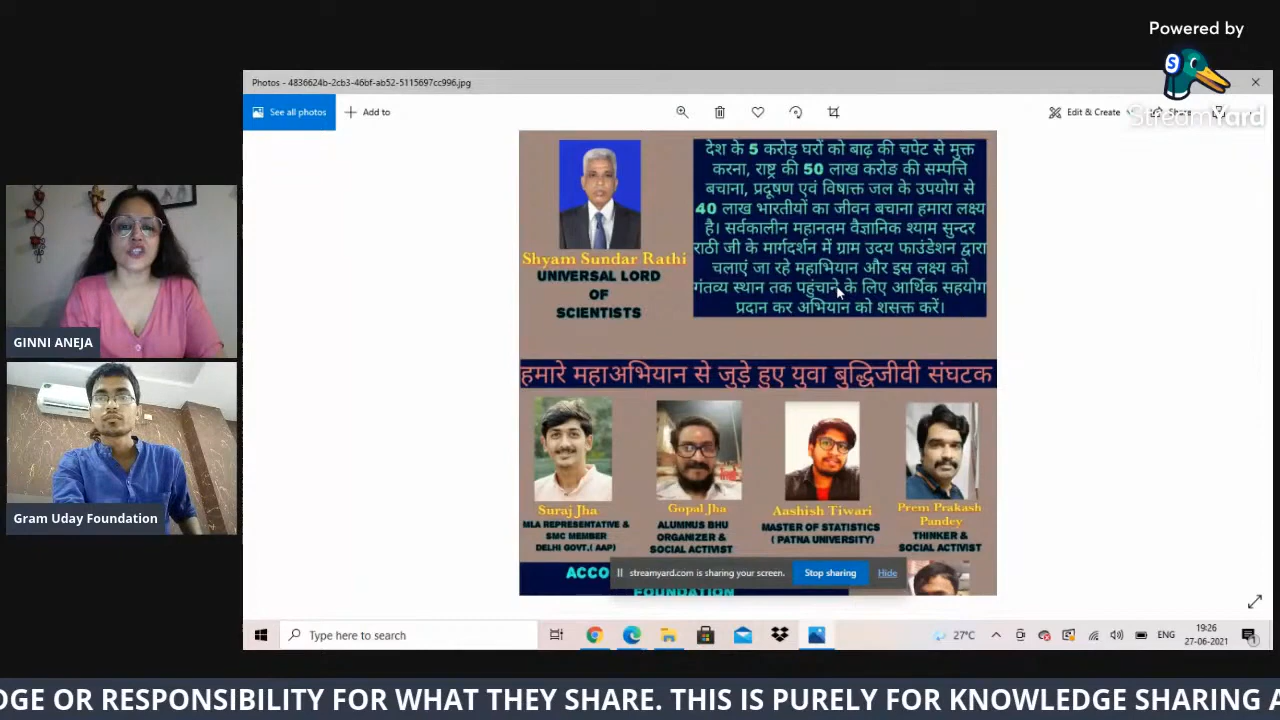 Powered by
StreamYard
Photos - 4836624b-2cb3-46bf-ab52-5115697cc996.jpg
See all photos
Add to
Edit & Create
Share
देश के 5 करोड़ घरों को बाढ़ की चपेट से मुक्त
करना, राष्ट्र की 50 लाख करोड की सम्पत्ति
बचाना, प्रदूषण एवं विषाक्त जल के उपयोग से
40 लाख भारतीयों का जीवन बचाना हमारा लक्ष्य
है। सर्वकालीन महानतम वैज्ञानिक श्याम सुन्दर
राठी जी के मार्गदर्शन में ग्राम उदय फाउंडेशन द्वारा
चलाएं जा रहे महाभियान और इस लक्ष्य को
गंतव्य स्थान तक पहुंचाने के लिए आर्थिक सहयोग
प्रदान कर अभियान को शसक्त करें।
Shyam Sundar Rathi
UNIVERSAL LORD
OF
SCIENTISTS
हमारे महाअभियान से जुड़े हुए युवा बुद्धिजीवी संघटक
Suraj Jha
MLA REPRESENTATIVE &
SMC MEMBER
DELHI GOVT.( AAP)
Gopal Jha
ALUMNUS BHU
ORGANIZER &
SOCIAL ACTIVIST
Aashish Tiwari
MASTER OF STATISTICS
( PATNA UNIVERSITY)
Prem Prakash
Pandey
THINKER &
SOCIAL ACTIVIST
FOUNDATION
streamyard.com is sharing your screen.
Stop sharing
Hide
GINNI ANEJA
Gram Uday Foundation
Type here to search
27°C
ENG
19:26
27-06-2021
DGE OR RESPONSIBILITY FOR WHAT THEY SHARE. THIS IS PURELY FOR KNOWLEDGE SHARING A